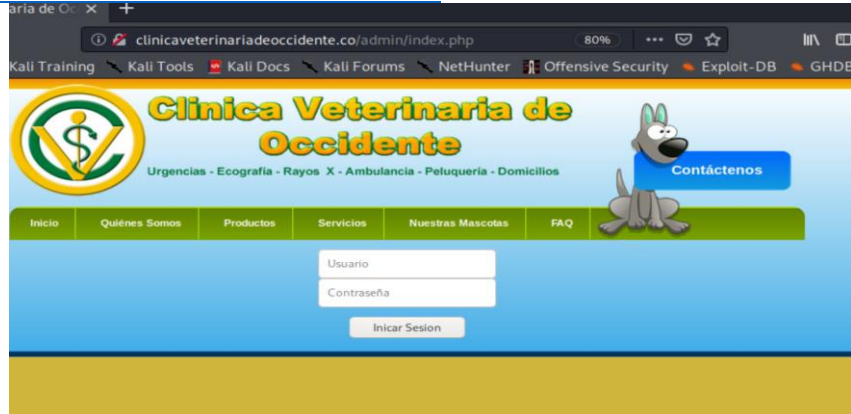 aria de Oc × +
clinicaveterinariadeoccidente.co/admin/index.php 80%
Kali Training Kali Tools Kali Docs Kali Forums NetHunter Offensive Security Exploit-DB GHDB
Clinica Veterinaria de
Occidente
Urgencias - Ecografía - Rayos X - Ambulancia - Peluquería - Domicilios
Contáctenos
Inicio Quiénes Somos Productos Servicios Nuestras Mascotas FAQ
Usuario
Contraseña
Inicar Sesion